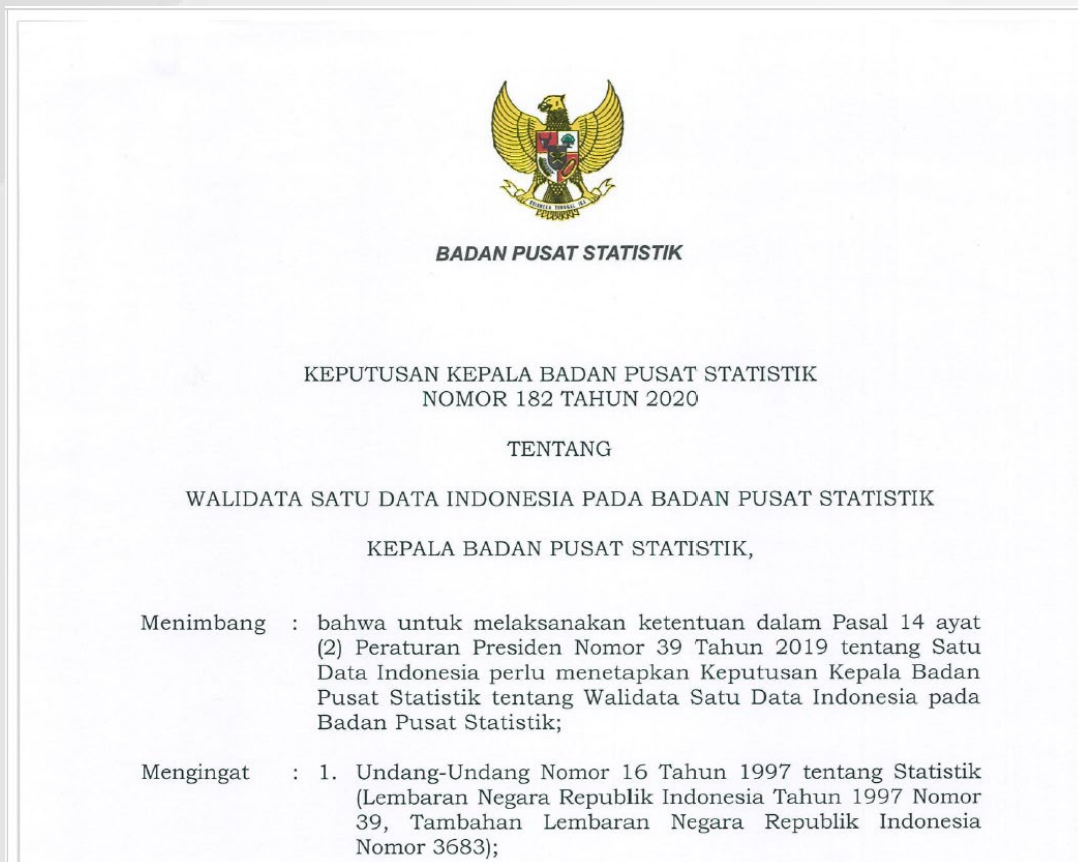 BADAN PUSAT STATISTIK
KEPUTUSAN KEPALA BADAN PUSAT STATISTIK
NOMOR 182 TAHUN 2020
TENTANG
WALIDATA SATU DATA INDONESIA PADA BADAN PUSAT STATISTIK
KEPALA BADAN PUSAT STATISTIK,
Menimbang : bahwa untuk melaksanakan ketentuan dalam Pasal 14 ayat
(2) Peraturan Presiden Nomor 39 Tahun 2019 tentang Satu
Data Indonesia perlu menetapkan Keputusan Kepala Badan
Pusat Statistik tentang Walidata Satu Data Indonesia pada
Badan Pusat Statistik;
Mengingat : 1. Undang-Undang Nomor 16 Tahun 1997 tentang Statistik
(Lembaran Negara Republik Indonesia Tahun 1997 Nomor
39, Tambahan Lembaran Negara Republik Indonesia
Nomor 3683);